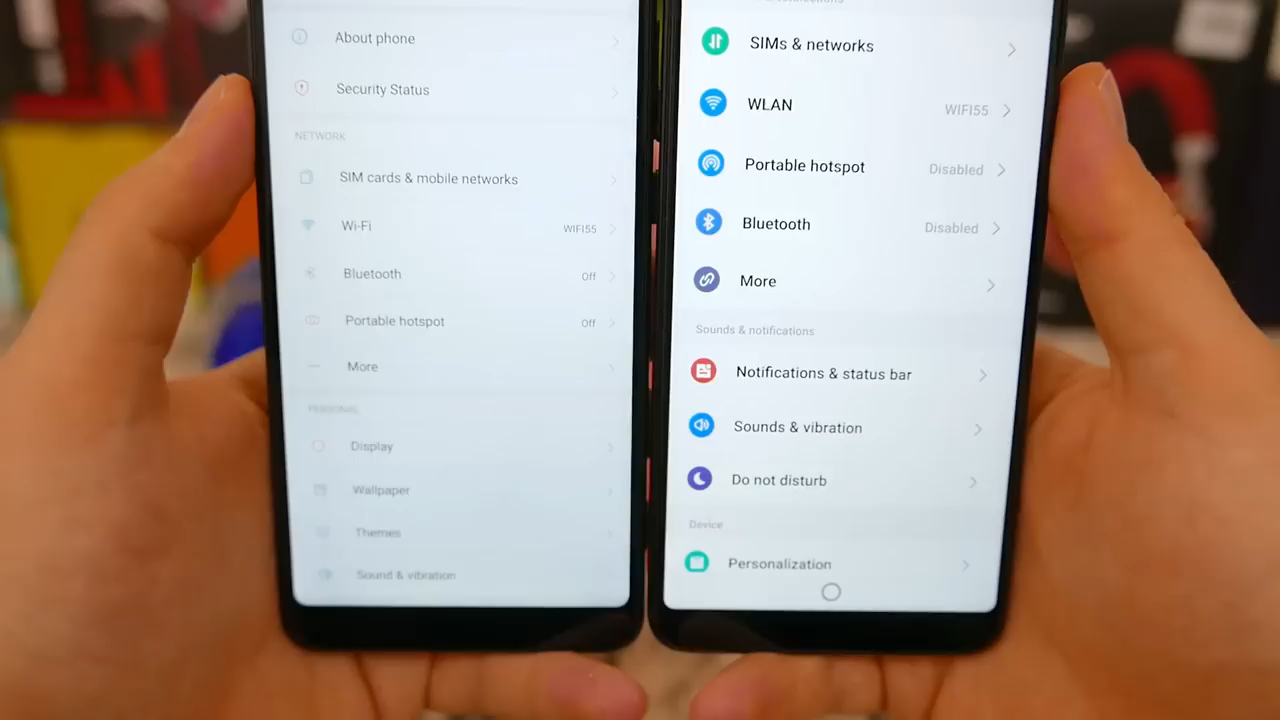 About phone
Security Status
NETWORK
SIM cards & mobile networks
Wi-Fi WIFI55
Bluetooth Off
Portable hotspot Off
More
PERSONAL
Display
Wallpaper
Themes
Sound & vibration
SIMs & networks
WLAN WIFI55
Portable hotspot Disabled
Bluetooth Disabled
More
Sounds & notifications
Notifications & status bar
Sounds & vibration
Do not disturb
Device
Personalization